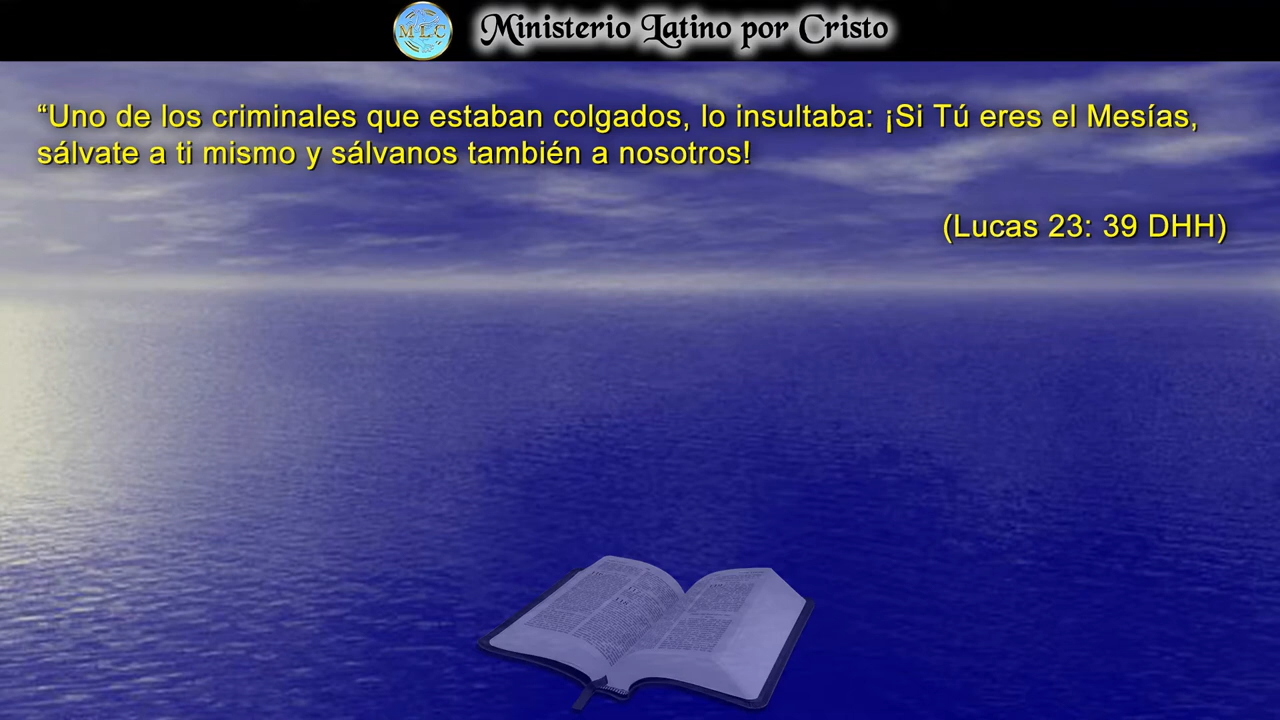 MLC Ministerio Latino por Cristo
“Uno de los criminales que estaban colgados, lo insultaba: ¡Si Tú eres el Mesías,
sálvate a ti mismo y sálvanos también a nosotros!
(Lucas 23: 39 DHH)